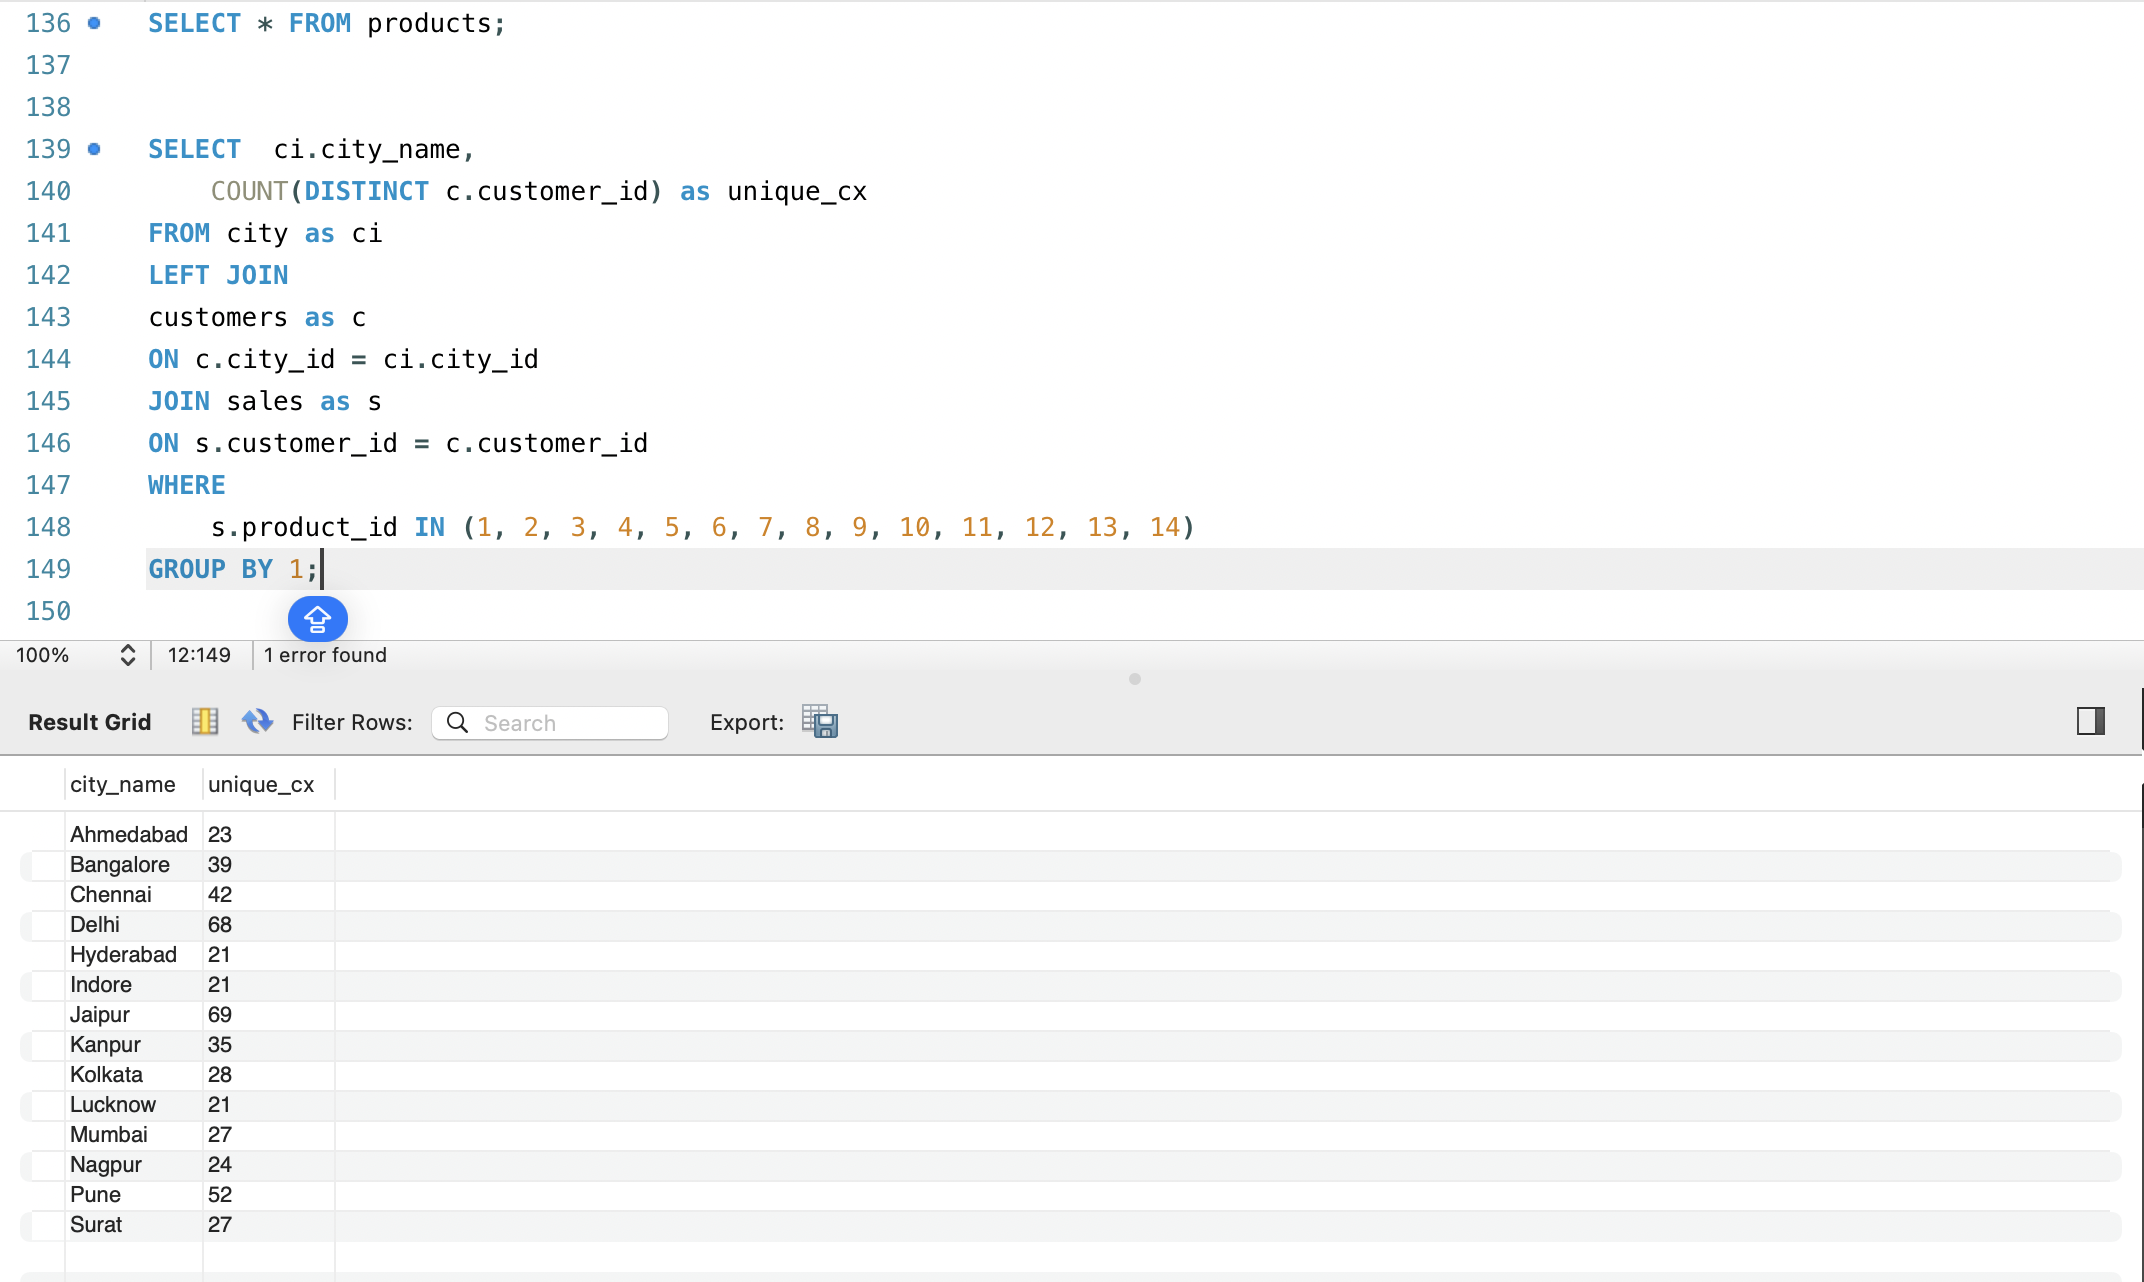 136 SELECT * FROM products;
137
138
139 SELECT  ci.city_name,
140     COUNT(DISTINCT c.customer_id) as unique_cx
141 FROM city as ci
142 LEFT JOIN
143 customers as c
144 ON c.city_id = ci.city_id
145 JOIN sales as s
146 ON s.customer_id = c.customer_id
147 WHERE
148     s.product_id IN (1, 2, 3, 4, 5, 6, 7, 8, 9, 10, 11, 12, 13, 14)
149 GROUP BY 1;
150
100% 12:149 1 error found
Result Grid Filter Rows: Search Export:
city_name unique_cx
Ahmedabad 23
Bangalore 39
Chennai 42
Delhi 68
Hyderabad 21
Indore 21
Jaipur 69
Kanpur 35
Kolkata 28
Lucknow 21
Mumbai 27
Nagpur 24
Pune 52
Surat 27